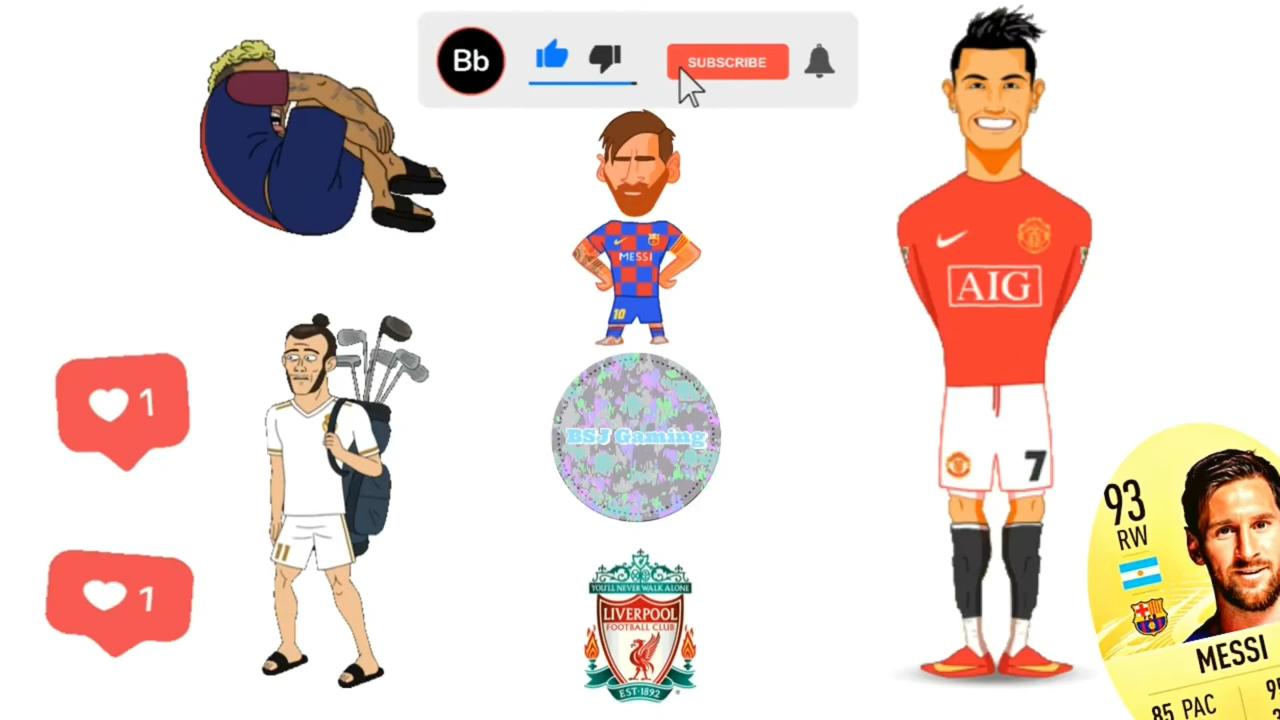 Bb
SUBSCRIBE
MESSI
10
AIG
7
1
11
BSJ Gaming
93
RW
MESSI
85 PAC
1
YOU'LL NEVER WALK ALONE
LIVERPOOL
FOOTBALL CLUB
EST·1892